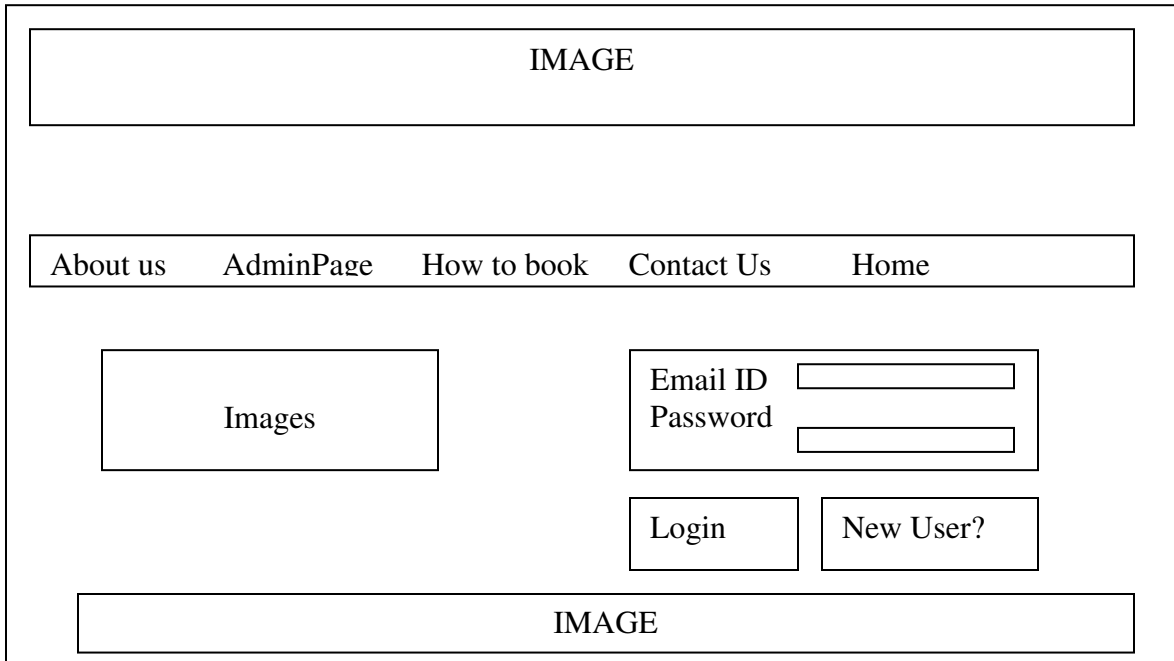 IMAGE
About us AdminPage How to book Contact Us Home
Images
Email ID
Password
Login New User?
IMAGE